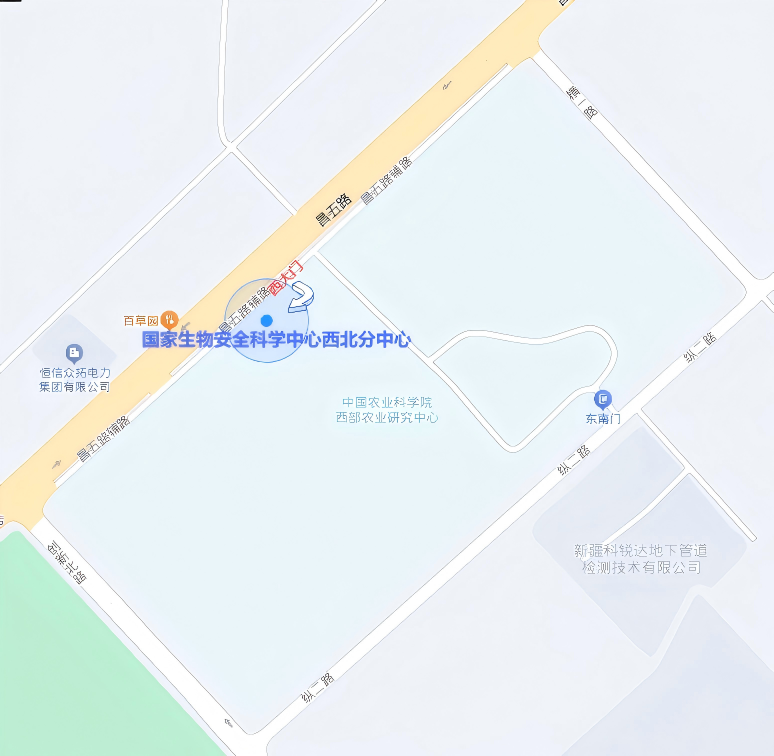 横一路
昌五路辅路
昌五路
西大门
昌五路辅路
百草园
国家生物安全科学中心西北分中心
纵二路
恒信众拓电力
集团有限公司
中国农业科学院
西部农业研究中心
东南门
昌五路辅路
纵二路
创新北路
新疆科锐达地下管道
检测技术有限公司
纵二路